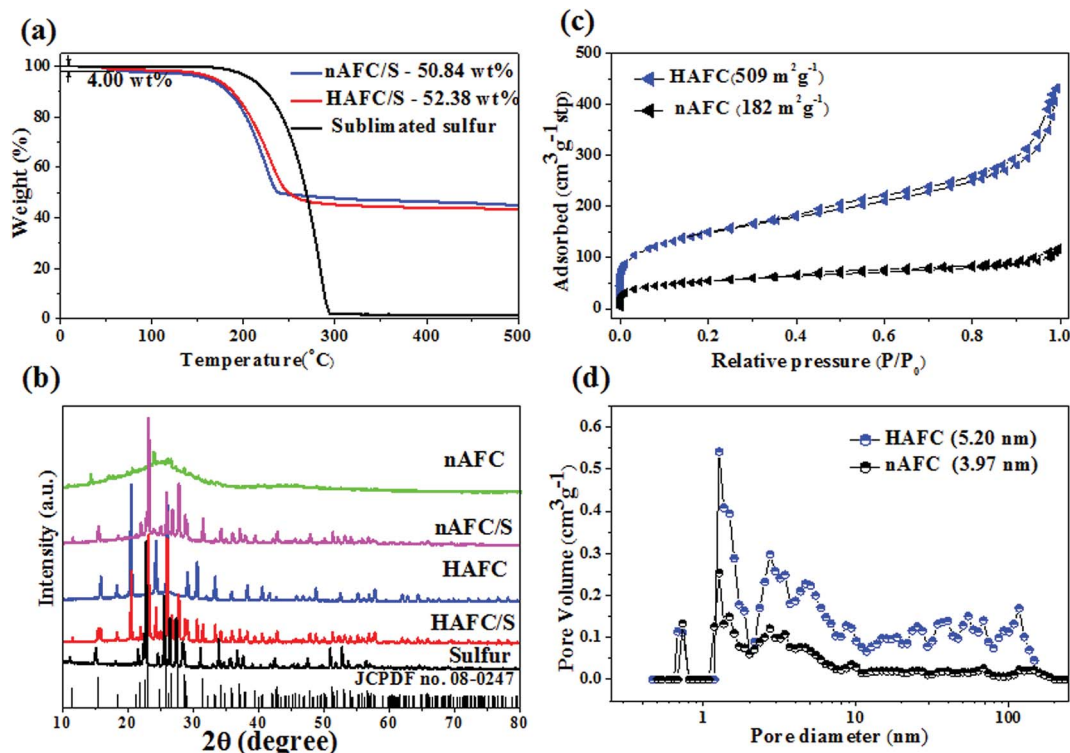 (a)
100
80
60
40
20
0
4.00 wt%
nAFC/S - 50.84 wt%
HAFC/S - 52.38 wt%
Sublimated sulfur
Weight (%)
0 100 200 300 400 500
Temperature(°C)
(c)
500
400
300
200
100
0
HAFC(509 m²g⁻¹)
nAFC (182 m²g⁻¹)
Adsorbed (cm³g⁻¹stp)
0.0 0.2 0.4 0.6 0.8 1.0
Relative pressure (P/P₀)
(b)
nAFC
nAFC/S
HAFC
HAFC/S
Sulfur
JCPDF no. 08-0247
Intensity (a.u.)
10 20 30 40 50 60 70 80
2θ (degree)
(d)
0.6
0.5
0.4
0.3
0.2
0.1
0.0
HAFC (5.20 nm)
nAFC (3.97 nm)
Pore Volume (cm³g⁻¹)
1 10 100
Pore diameter (nm)